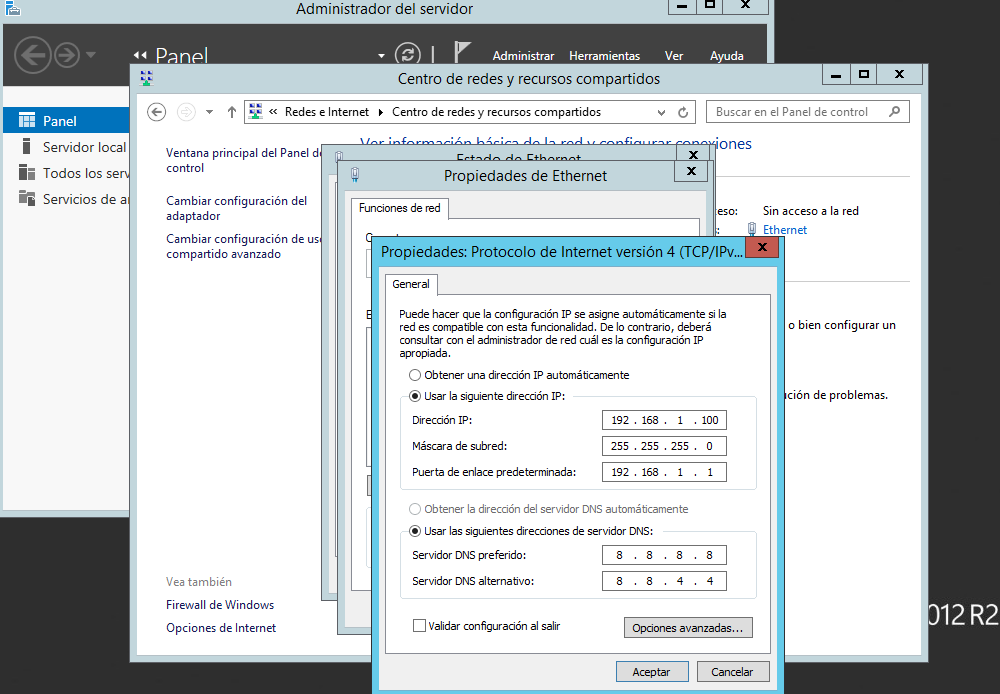 Administrador del servidor
Panel
Administrar Herramientas Ver Ayuda
Centro de redes y recursos compartidos
Redes e Internet Centro de redes y recursos compartidos
Buscar en el Panel de control
Panel
Servidor local
Todos los
Servicios de
Ventana principal del Panel de
control
Cambiar configuración del
adaptador
Cambiar configuración de uso
compartido avanzado
Vea también
Firewall de Windows
Opciones de Internet
Ver información básica de la red y configurar conexiones
Sin acceso a la red
Ethernet
o bien configurar un
de problemas.
Estado de Ethernet
Propiedades de Ethernet
Funciones de red
Propiedades: Protocolo de Internet versión 4 (TCP/IPv...
General
Puede hacer que la configuración IP se asigne automáticamente si la
red es compatible con esta funcionalidad. De lo contrario, deberá
consultar con el administrador de red cuál es la configuración IP
apropiada.
Obtener una dirección IP automáticamente
Usar la siguiente dirección IP:
Dirección IP: 192 . 168 . 1 . 100
Máscara de subred: 255 . 255 . 255 . 0
Puerta de enlace predeterminada: 192 . 168 . 1 . 1
Obtener la dirección del servidor DNS automáticamente
Usar las siguientes direcciones de servidor DNS:
Servidor DNS preferido: 8 . 8 . 8 . 8
Servidor DNS alternativo: 8 . 8 . 4 . 4
Validar configuración al salir
Opciones avanzadas...
Aceptar Cancelar
012 R2